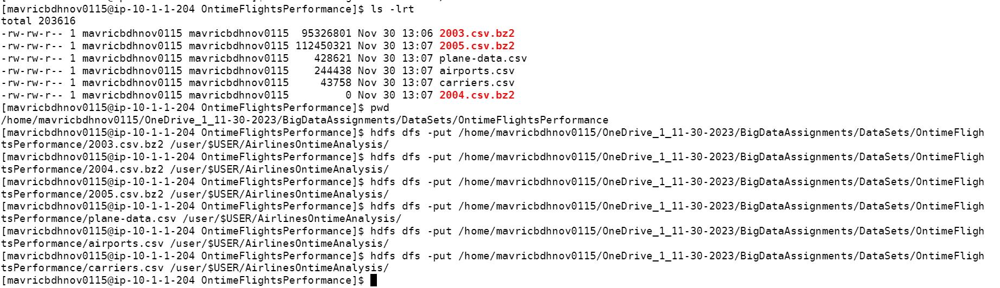 [mavricbdhnov0115@ip-10-1-1-204 OntimeFlightsPerformance]$ ls -lrt
total 203616
-rw-rw-r-- 1 mavricbdhnov0115 mavricbdhnov0115  95326801 Nov 30 13:06 2003.csv.bz2
-rw-rw-r-- 1 mavricbdhnov0115 mavricbdhnov0115 112450321 Nov 30 13:07 2005.csv.bz2
-rw-rw-r-- 1 mavricbdhnov0115 mavricbdhnov0115    428621 Nov 30 13:07 plane-data.csv
-rw-rw-r-- 1 mavricbdhnov0115 mavricbdhnov0115    244438 Nov 30 13:07 airports.csv
-rw-rw-r-- 1 mavricbdhnov0115 mavricbdhnov0115     43758 Nov 30 13:07 carriers.csv
-rw-rw-r-- 1 mavricbdhnov0115 mavricbdhnov0115         0 Nov 30 13:07 2004.csv.bz2
[mavricbdhnov0115@ip-10-1-1-204 OntimeFlightsPerformance]$ pwd
/home/mavricbdhnov0115/OneDrive_1_11-30-2023/BigDataAssignments/DataSets/OntimeFlightsPerformance
[mavricbdhnov0115@ip-10-1-1-204 OntimeFlightsPerformance]$ hdfs dfs -put /home/mavricbdhnov0115/OneDrive_1_11-30-2023/BigDataAssignments/DataSets/OntimeFligh
tsPerformance/2003.csv.bz2 /user/$USER/AirlinesOntimeAnalysis/
[mavricbdhnov0115@ip-10-1-1-204 OntimeFlightsPerformance]$ hdfs dfs -put /home/mavricbdhnov0115/OneDrive_1_11-30-2023/BigDataAssignments/DataSets/OntimeFligh
tsPerformance/2004.csv.bz2 /user/$USER/AirlinesOntimeAnalysis/
[mavricbdhnov0115@ip-10-1-1-204 OntimeFlightsPerformance]$ hdfs dfs -put /home/mavricbdhnov0115/OneDrive_1_11-30-2023/BigDataAssignments/DataSets/OntimeFligh
tsPerformance/2005.csv.bz2 /user/$USER/AirlinesOntimeAnalysis/
[mavricbdhnov0115@ip-10-1-1-204 OntimeFlightsPerformance]$ hdfs dfs -put /home/mavricbdhnov0115/OneDrive_1_11-30-2023/BigDataAssignments/DataSets/OntimeFligh
tsPerformance/plane-data.csv /user/$USER/AirlinesOntimeAnalysis/
[mavricbdhnov0115@ip-10-1-1-204 OntimeFlightsPerformance]$ hdfs dfs -put /home/mavricbdhnov0115/OneDrive_1_11-30-2023/BigDataAssignments/DataSets/OntimeFligh
tsPerformance/airports.csv /user/$USER/AirlinesOntimeAnalysis/
[mavricbdhnov0115@ip-10-1-1-204 OntimeFlightsPerformance]$ hdfs dfs -put /home/mavricbdhnov0115/OneDrive_1_11-30-2023/BigDataAssignments/DataSets/OntimeFligh
tsPerformance/carriers.csv /user/$USER/AirlinesOntimeAnalysis/
[mavricbdhnov0115@ip-10-1-1-204 OntimeFlightsPerformance]$